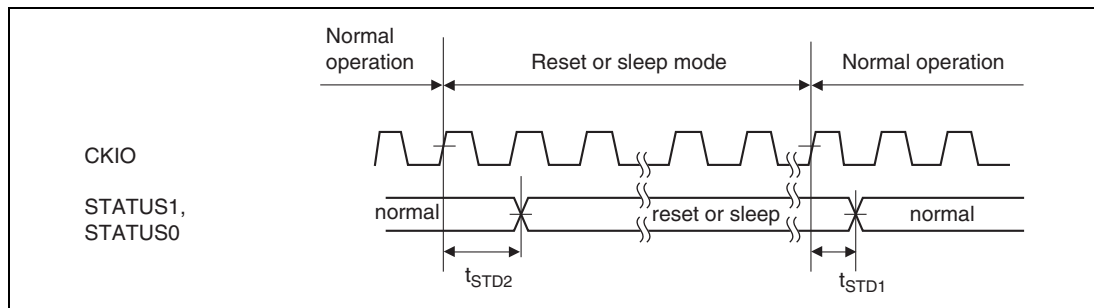 Normal
operation
Reset or sleep mode
Normal operation
CKIO
STATUS1,
STATUS0
normal
reset or sleep
normal
tSTD2
tSTD1